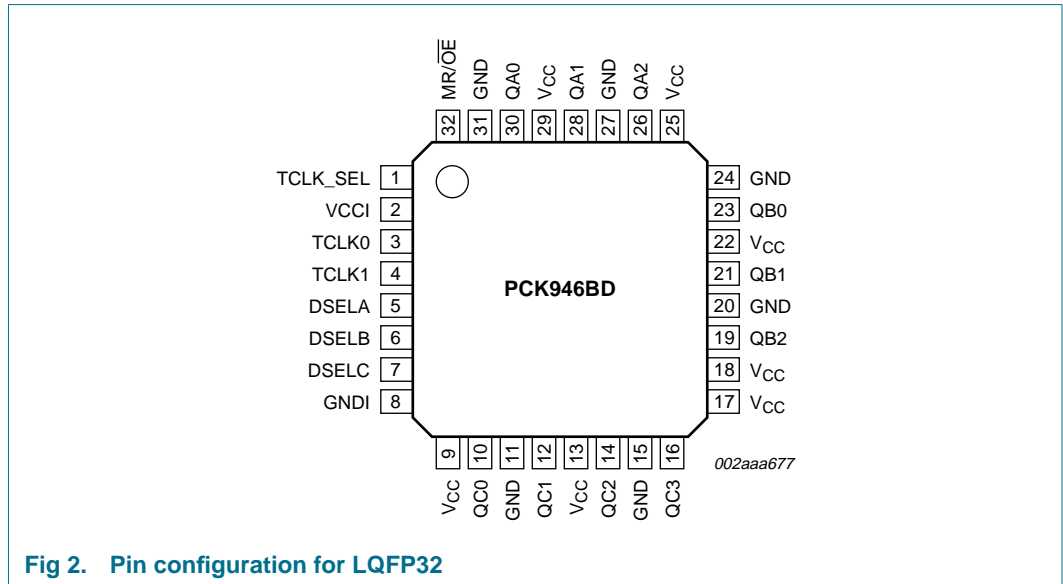 MR/OE GND QA0 VCC QA1 GND QA2 VCC
32 31 30 29 28 27 26 25
TCLK_SEL 1
VCCI 2
TCLK0 3
TCLK1 4
DSELA 5
DSELB 6
DSELC 7
GNDI 8
PCK946BD
24 GND
23 QB0
22 VCC
21 QB1
20 GND
19 QB2
18 VCC
17 VCC
9 10 11 12 13 14 15 16
VCC QC0 GND QC1 VCC QC2 GND QC3
002aaa677
Fig 2. Pin configuration for LQFP32